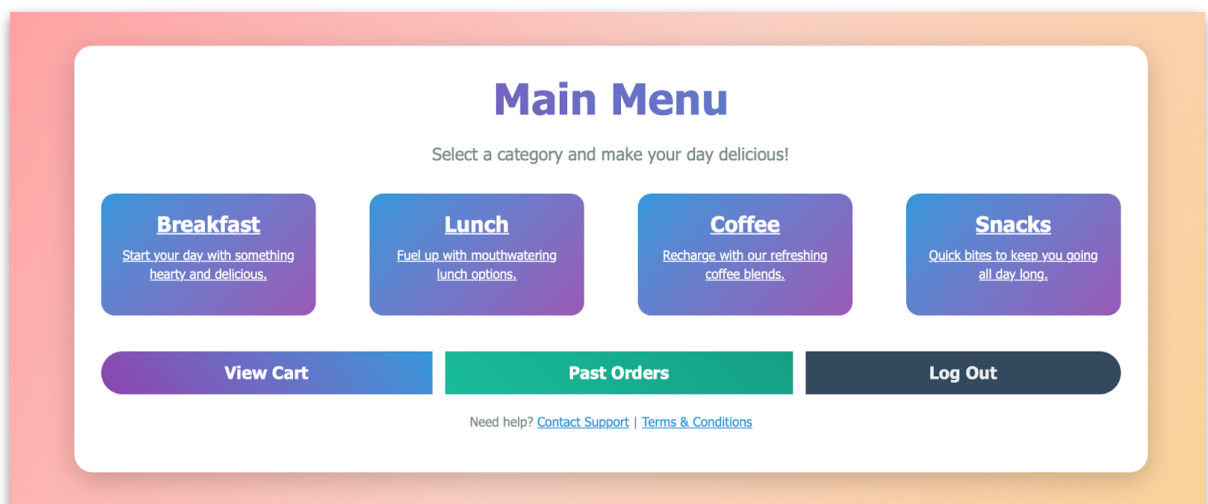 Main Menu
Select a category and make your day delicious!
Breakfast
Start your day with something
hearty and delicious.
Lunch
Fuel up with mouthwatering
lunch options.
Coffee
Recharge with our refreshing
coffee blends.
Snacks
Quick bites to keep you going
all day long.
View Cart
Past Orders
Log Out
Need help? Contact Support | Terms & Conditions